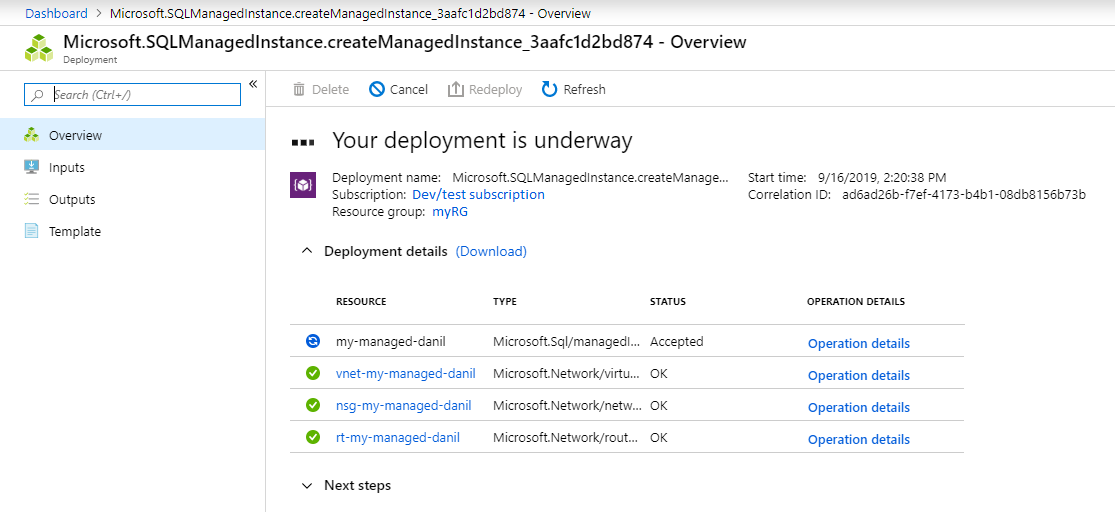 Dashboard > Microsoft.SQLManagedInstance.createManagedInstance_3aafc1d2bd874 - Overview
Microsoft.SQLManagedInstance.createManagedInstance_3aafc1d2bd874 - Overview
Deployment
Search (Ctrl+/)
«
Overview
Inputs
Outputs
Template
Delete Cancel Redeploy Refresh
Your deployment is underway
Deployment name: Microsoft.SQLManagedInstance.createManage...
Subscription: Dev/test subscription
Resource group: myRG
Start time: 9/16/2019, 2:20:38 PM
Correlation ID: ad6ad26b-f7ef-4173-b4b1-08db8156b73b
Deployment details (Download)
RESOURCE TYPE STATUS OPERATION DETAILS
my-managed-danil Microsoft.Sql/managedI... Accepted Operation details
vnet-my-managed-danil Microsoft.Network/virtu... OK Operation details
nsg-my-managed-danil Microsoft.Network/netw... OK Operation details
rt-my-managed-danil Microsoft.Network/rout... OK Operation details
Next steps